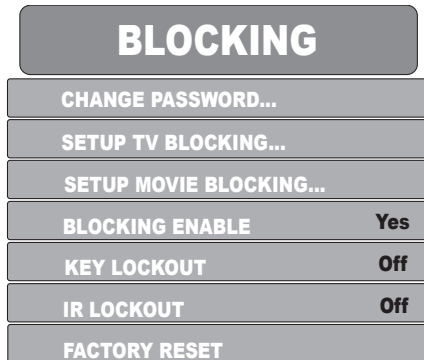 BLOCKING
CHANGE PASSWORD...
SETUP TV BLOCKING...
SETUP MOVIE BLOCKING...
BLOCKING ENABLE Yes
KEY LOCKOUT Off
IR LOCKOUT Off
FACTORY RESET